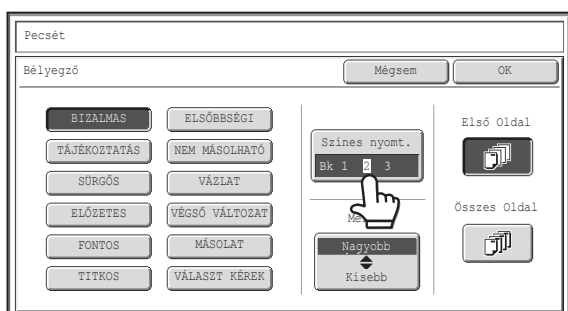 Pecsét
Bélyegző
Mégsem
OK
BIZALMAS
ELSŐBBSÉGI
TÁJÉKOZTATÁS
NEM MÁSOLHATÓ
SÜRGŐS
VÁZLAT
ELŐZETES
VÉGSŐ VÁLTOZAT
FONTOS
MÁSOLAT
TITKOS
VÁLASZT KÉREK
Színes nyomt.
Bk 1 2 3
Nagyobb
Kisebb
Első Oldal
Összes Oldal